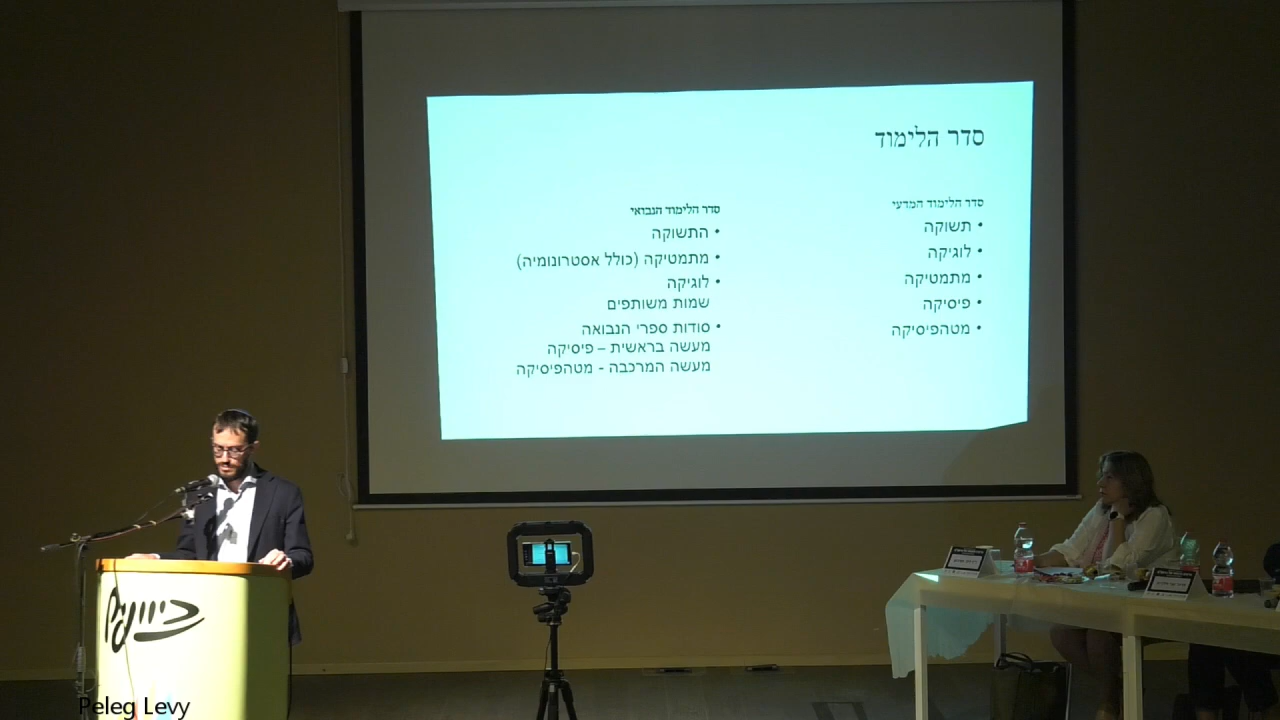 סדר הלימוד
סדר הלימוד המדעי
• תשוקה
• לוגיקה
• מתמטיקה
• פיסיקה
• מטהפיסיקה
סדר הלימוד הנבואי
• התשוקה
• מתמטיקה (כולל אסטרונומיה)
• לוגיקה
שמות משותפים
• סודות ספרי הנבואה
מעשה בראשית – פיסיקה
מעשה המרכבה - מטהפיסיקה
Peleg Levy